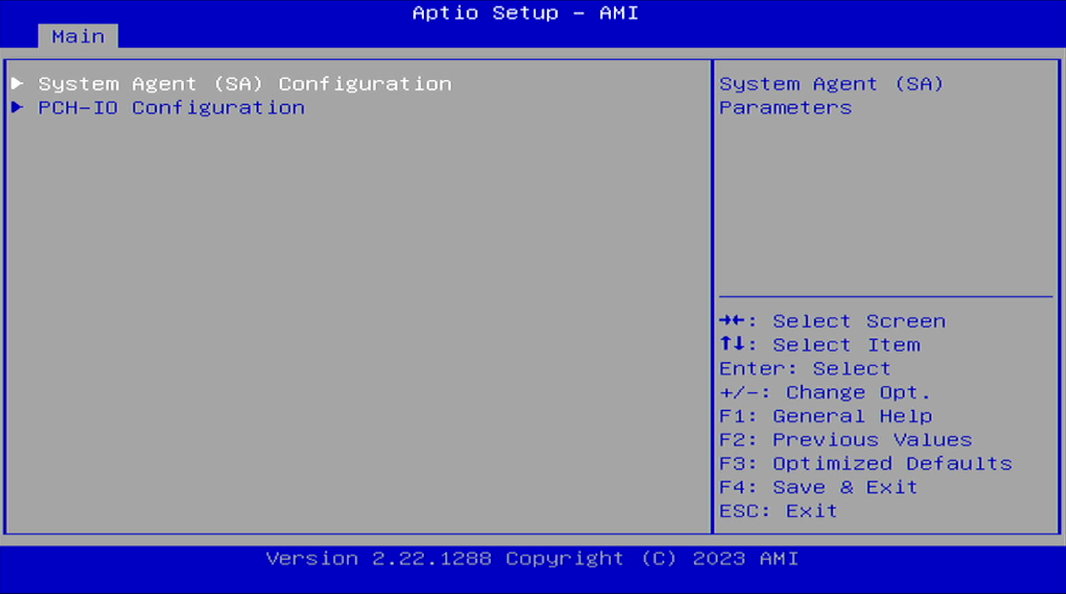 Aptio Setup – AMI
Main
► System Agent (SA) Configuration
► PCH-IO Configuration
System Agent (SA)
Parameters
→←: Select Screen
↑↓: Select Item
Enter: Select
+/-: Change Opt.
F1: General Help
F2: Previous Values
F3: Optimized Defaults
F4: Save & Exit
ESC: Exit
Version 2.22.1288 Copyright (C) 2023 AMI